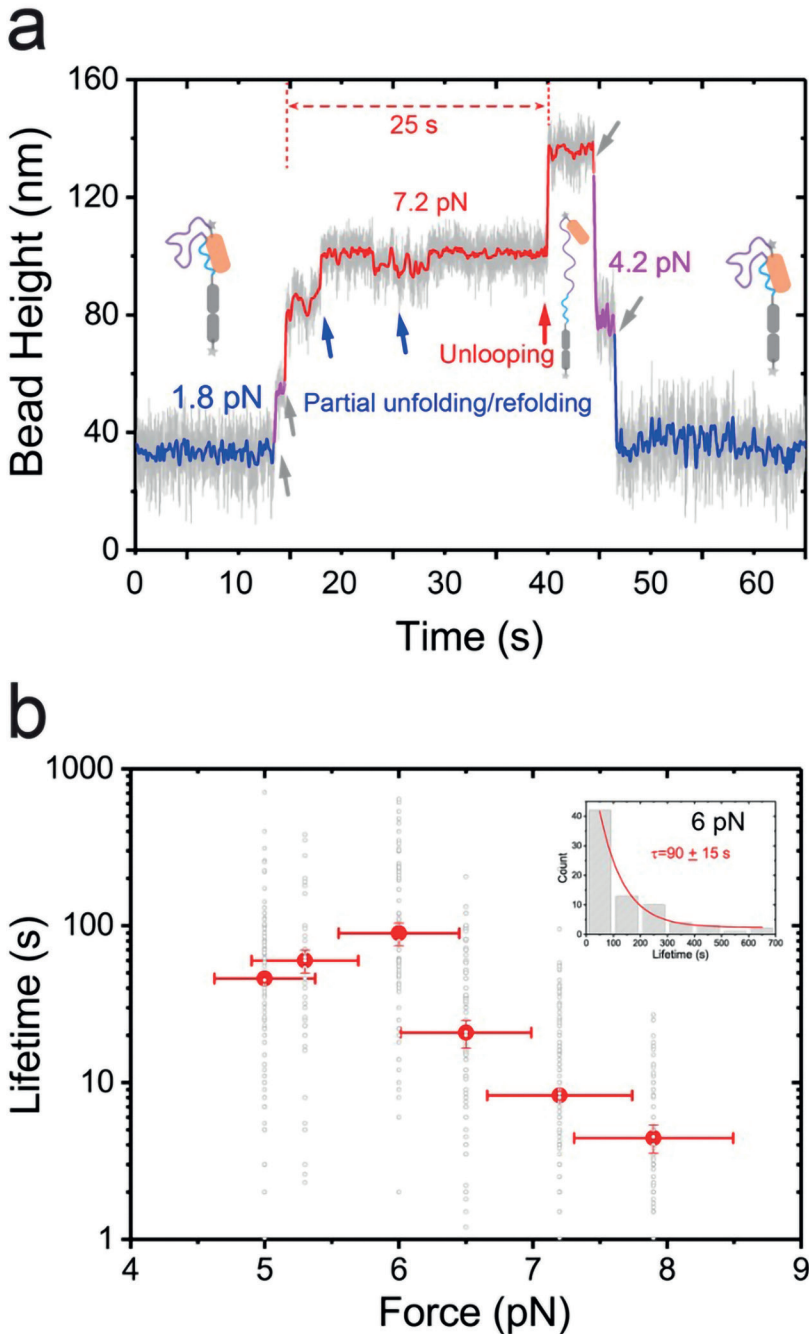 a
160
120
80
40
0
Bead Height (nm)
25 s
7.2 pN
4.2 pN
1.8 pN
Unlooping
Partial unfolding/refolding
0 10 20 30 40 50 60
Time (s)
b
1000
100
10
1
Lifetime (s)
6 pN
τ=90 ± 15 s
40
30
20
10
0
Count
0 100 200 300 400 500 600 700
Lifetime (s)
4 5 6 7 8 9
Force (pN)